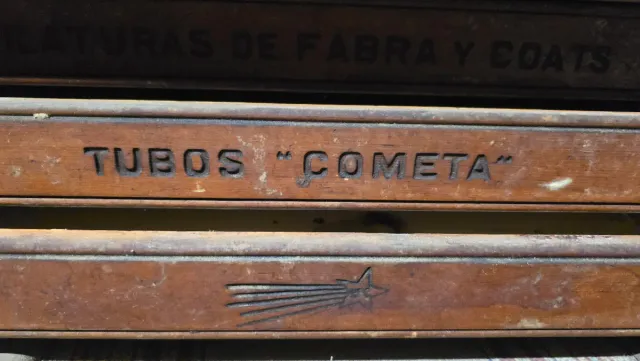 DE FABRA Y COATS
TUBOS "COMETA"